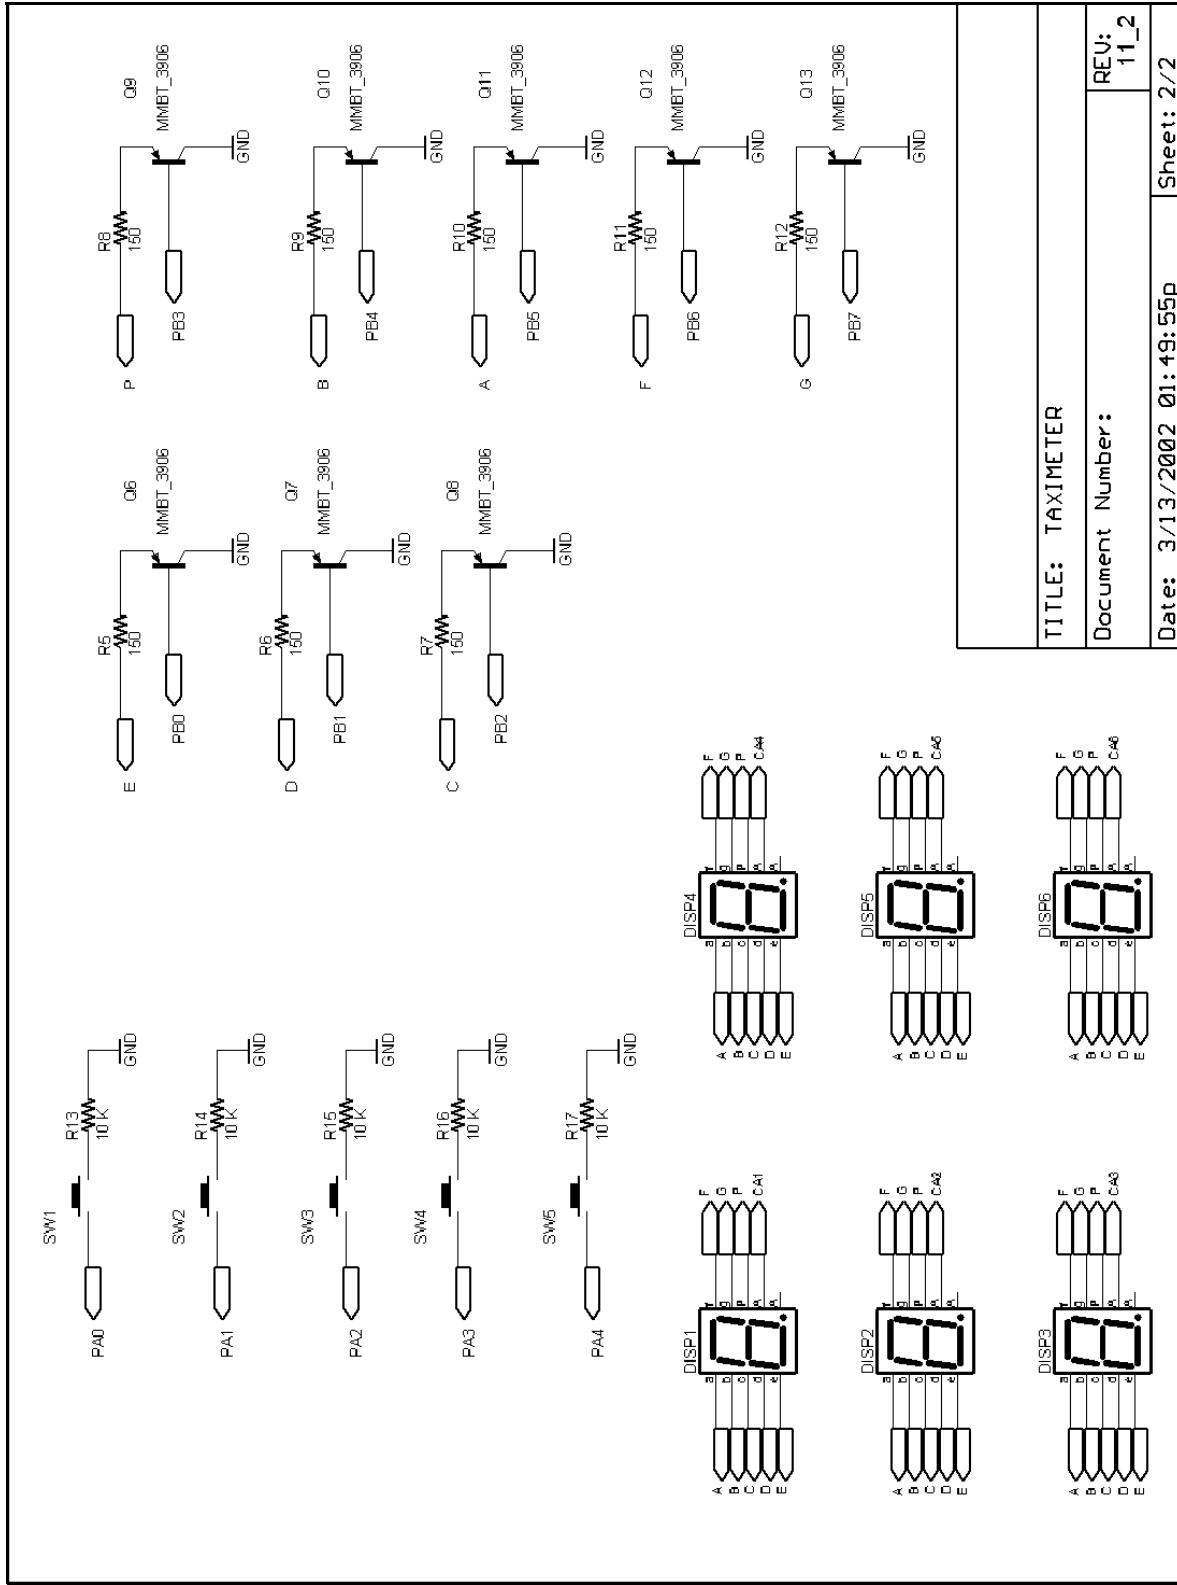 SW1
R13
10 K
PA0
GND
SW2
R14
10 K
PA1
GND
SW3
R15
10 K
PA2
GND
SW4
R16
10 K
PA3
GND
SW5
R17
10 K
PA4
GND
R5
150
Q6
MMBT_3906
E
PB0
GND
R6
150
Q7
MMBT_3906
D
PB1
GND
R7
150
Q8
MMBT_3906
C
PB2
GND
R8
150
Q9
MMBT_3906
P
PB3
GND
R9
150
Q10
MMBT_3906
B
PB4
GND
R10
150
Q11
MMBT_3906
A
PB5
GND
R11
150
Q12
MMBT_3906
F
PB6
GND
R12
150
Q13
MMBT_3906
G
PB7
GND
DISP1
A a f F
B b g G
C c P P
D d A CA1
E e A
DISP4
A a f F
B b g G
C c P P
D d A CA4
E e A
DISP2
A a f F
B b g G
C c P P
D d A CA2
E e A
DISP5
A a f F
B b g G
C c P P
D d A CA5
E e A
DISP3
A a f F
B b g G
C c P P
D d A CA3
E e A
DISP6
A a f F
B b g G
C c P P
D d A CA6
E e A
TITLE: TAXIMETER
Document Number:
REV:
11_2
Date: 3/13/2002 01:49:55p
Sheet: 2/2